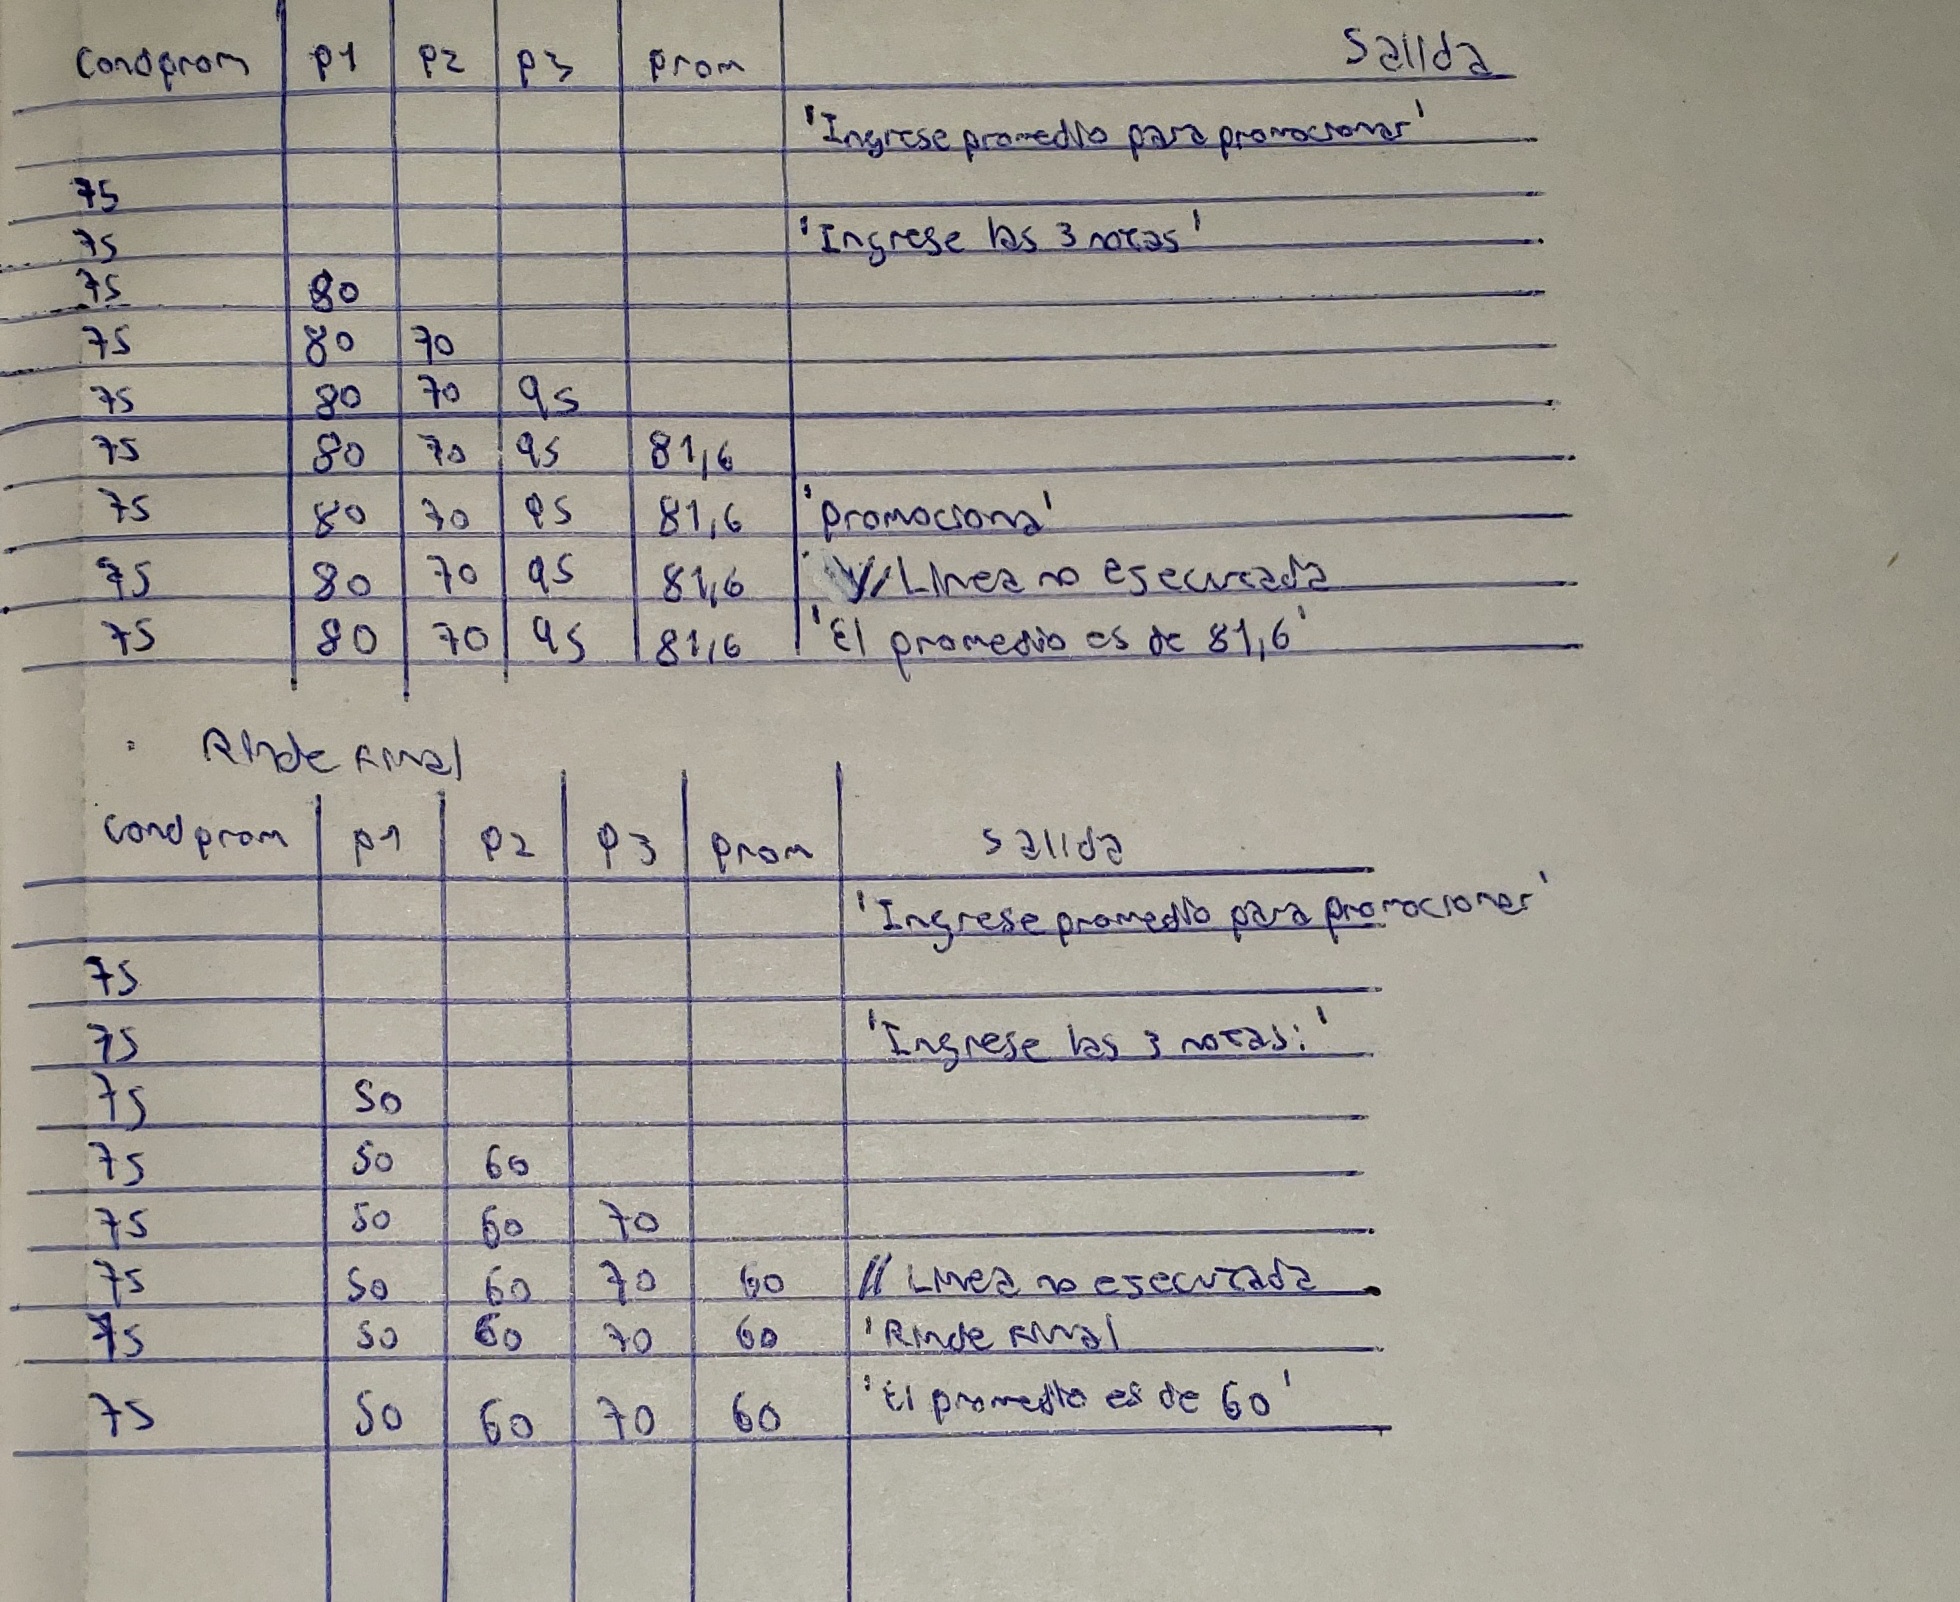 Condprom P1 P2 P3 Prom Salida
'Ingrese promedio para promocionar'
75
75 'Ingrese las 3 notas'
75 80
75 80 70
75 80 70 95
75 80 70 95 81,6
75 80 70 95 81,6 'promociona'
75 80 70 95 81,6 // Linea no esecutada
75 80 70 95 81,6 'El promedio es de 81,6'
Rinde Final
condprom P1 P2 P3 Prom salida
'Ingrese promedio para promocionar'
75
75 'Ingrese las 3 notas:'
75 50
75 50 60
75 50 60 70
75 50 60 70 60 // Linea no esecutada
75 50 60 70 60 'Rinde Final
75 50 60 70 60 'El promedio es de 60'